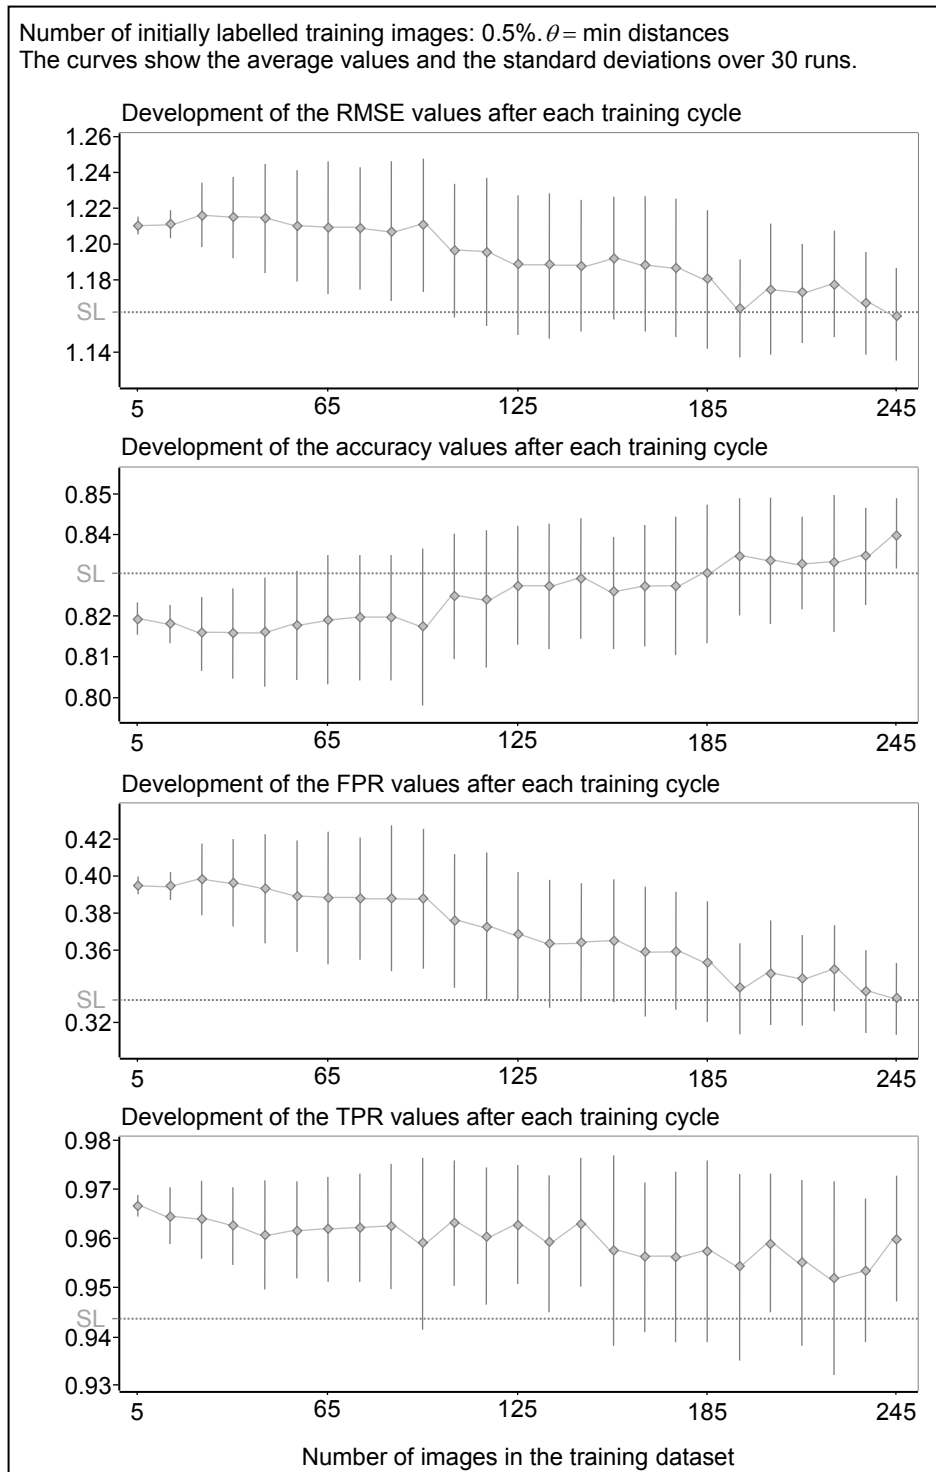 Number of initially labelled training images: 0.5%. θ = min distances
The curves show the average values and the standard deviations over 30 runs.
Development of the RMSE values after each training cycle
1.26
1.24
1.22
1.20
1.18
SL
1.14
5 65 125 185 245
Development of the accuracy values after each training cycle
0.85
0.84
SL
0.82
0.81
0.80
5 65 125 185 245
Development of the FPR values after each training cycle
0.42
0.40
0.38
0.36
SL
0.32
5 65 125 185 245
Development of the TPR values after each training cycle
0.98
0.97
0.96
0.95
SL
0.94
0.93
5 65 125 185 245
Number of images in the training dataset